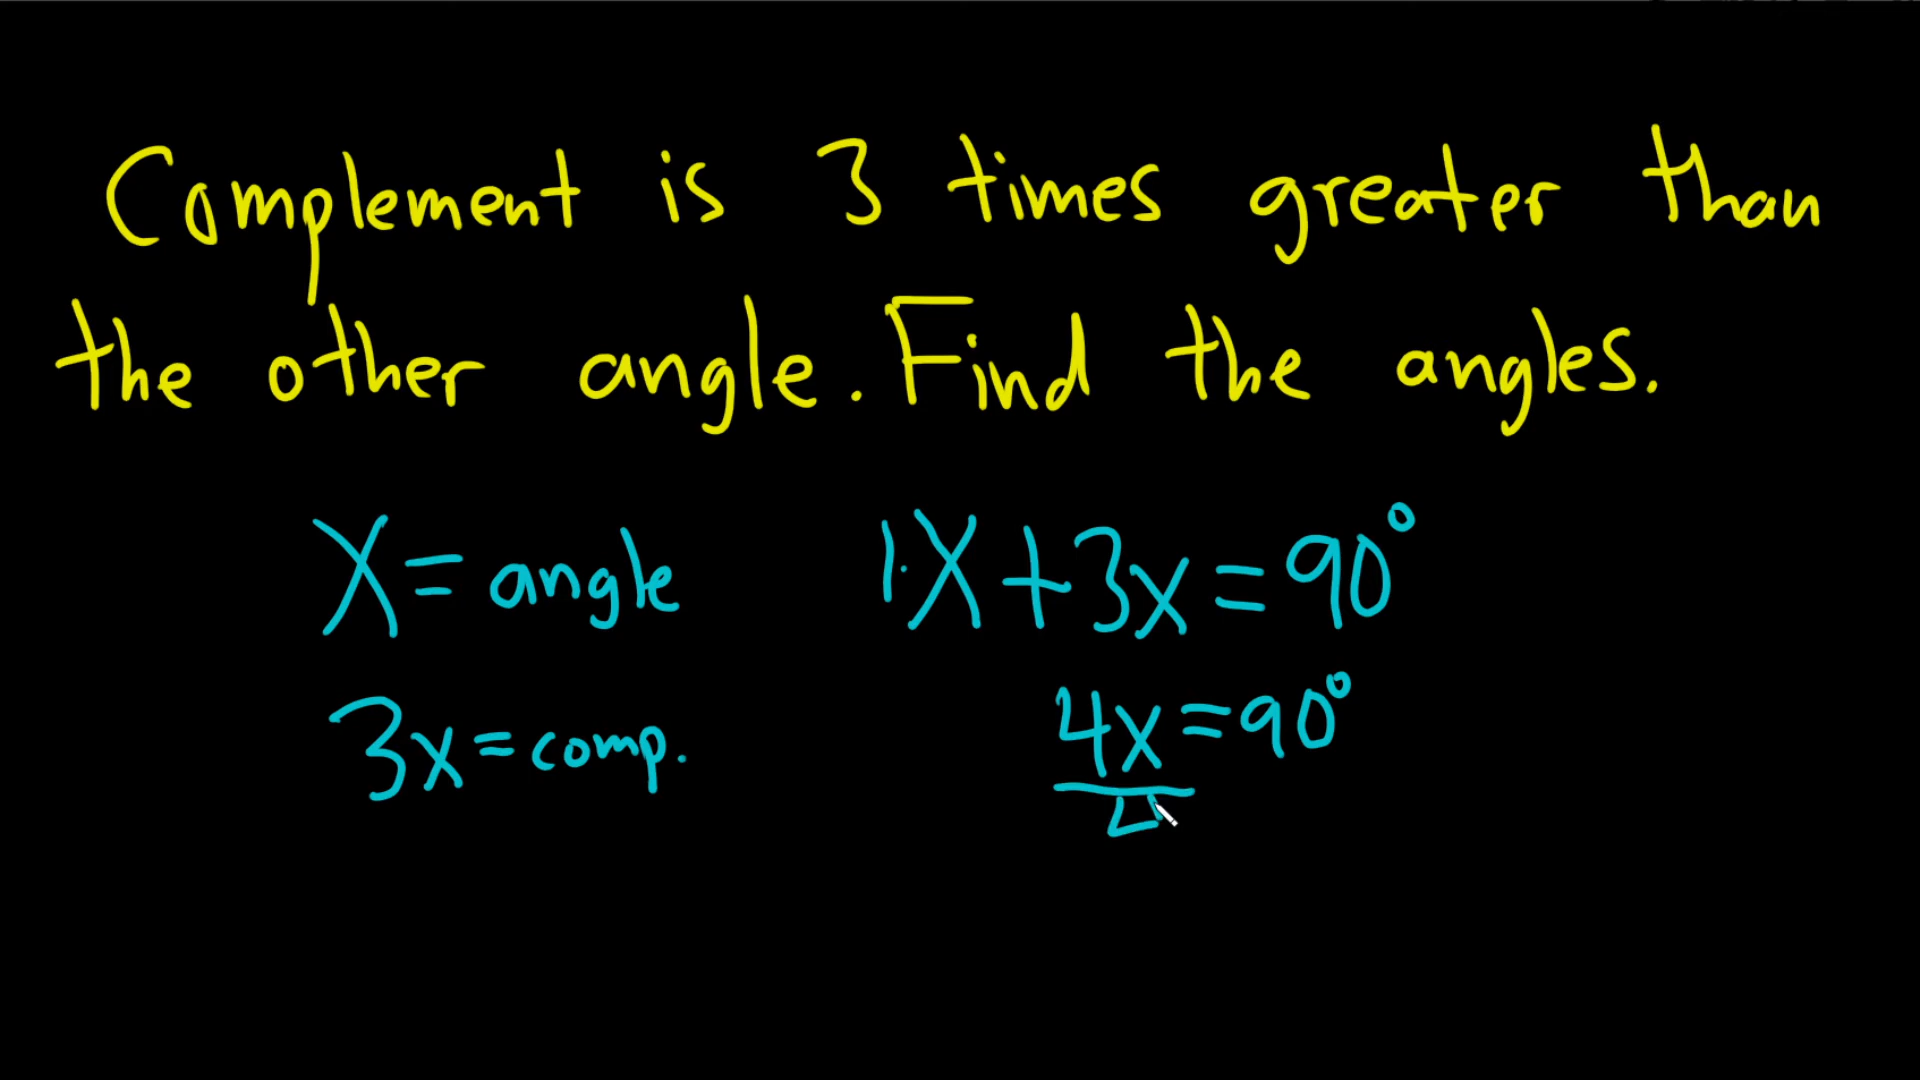 Complement is 3 times greater than
the other angle. Find the angles.
X = angle
1·X + 3x = 90°
3x = comp.
4x = 90°